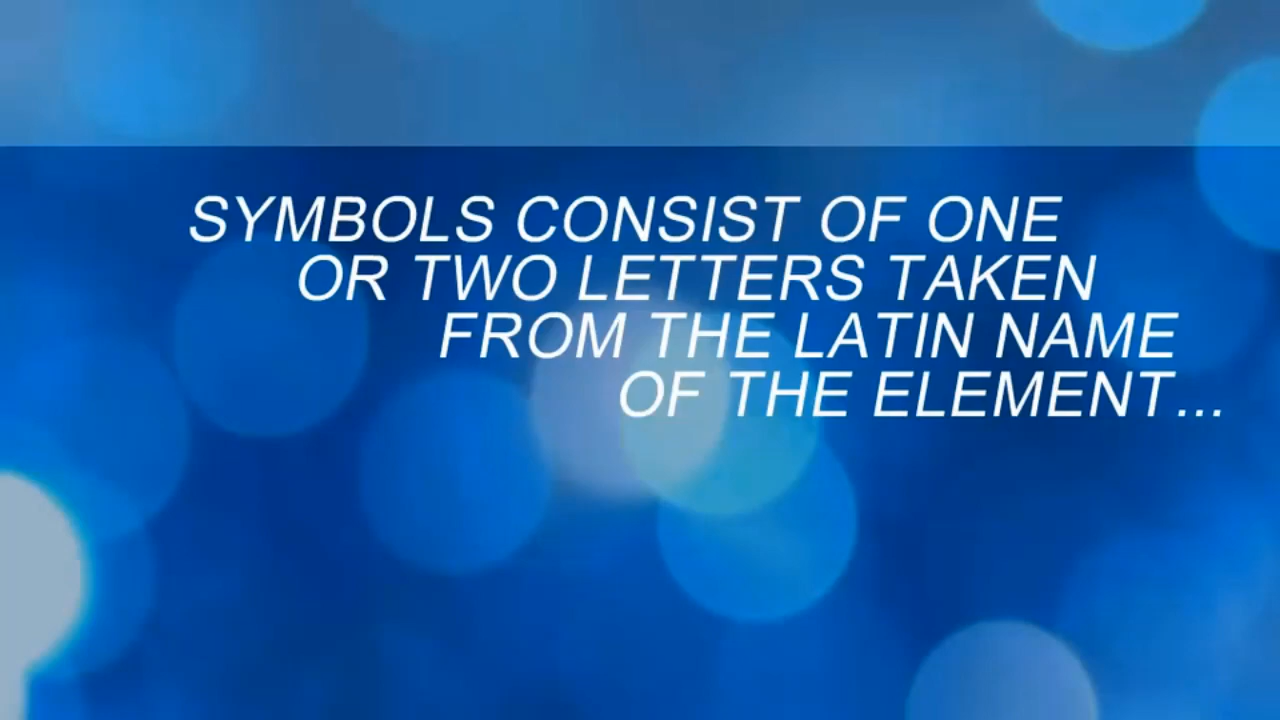 SYMBOLS CONSIST OF ONE
OR TWO LETTERS TAKEN
FROM THE LATIN NAME
OF THE ELEMENT...